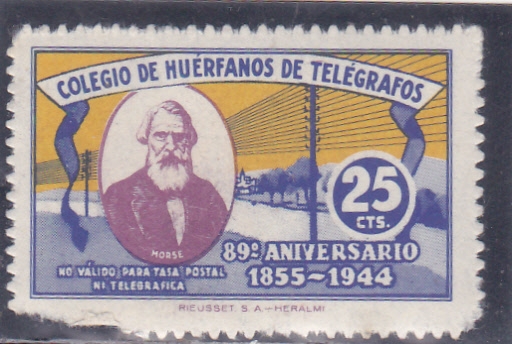 COLEGIO DE HUÉRFANOS DE TELÉGRAFOS
25
CTS.
MORSE
89º ANIVERSARIO
1855~1944
NO VÁLIDO PARA TASA POSTAL
NI TELEGRAFICA
RIEUSSET. S. A.-HERALMI